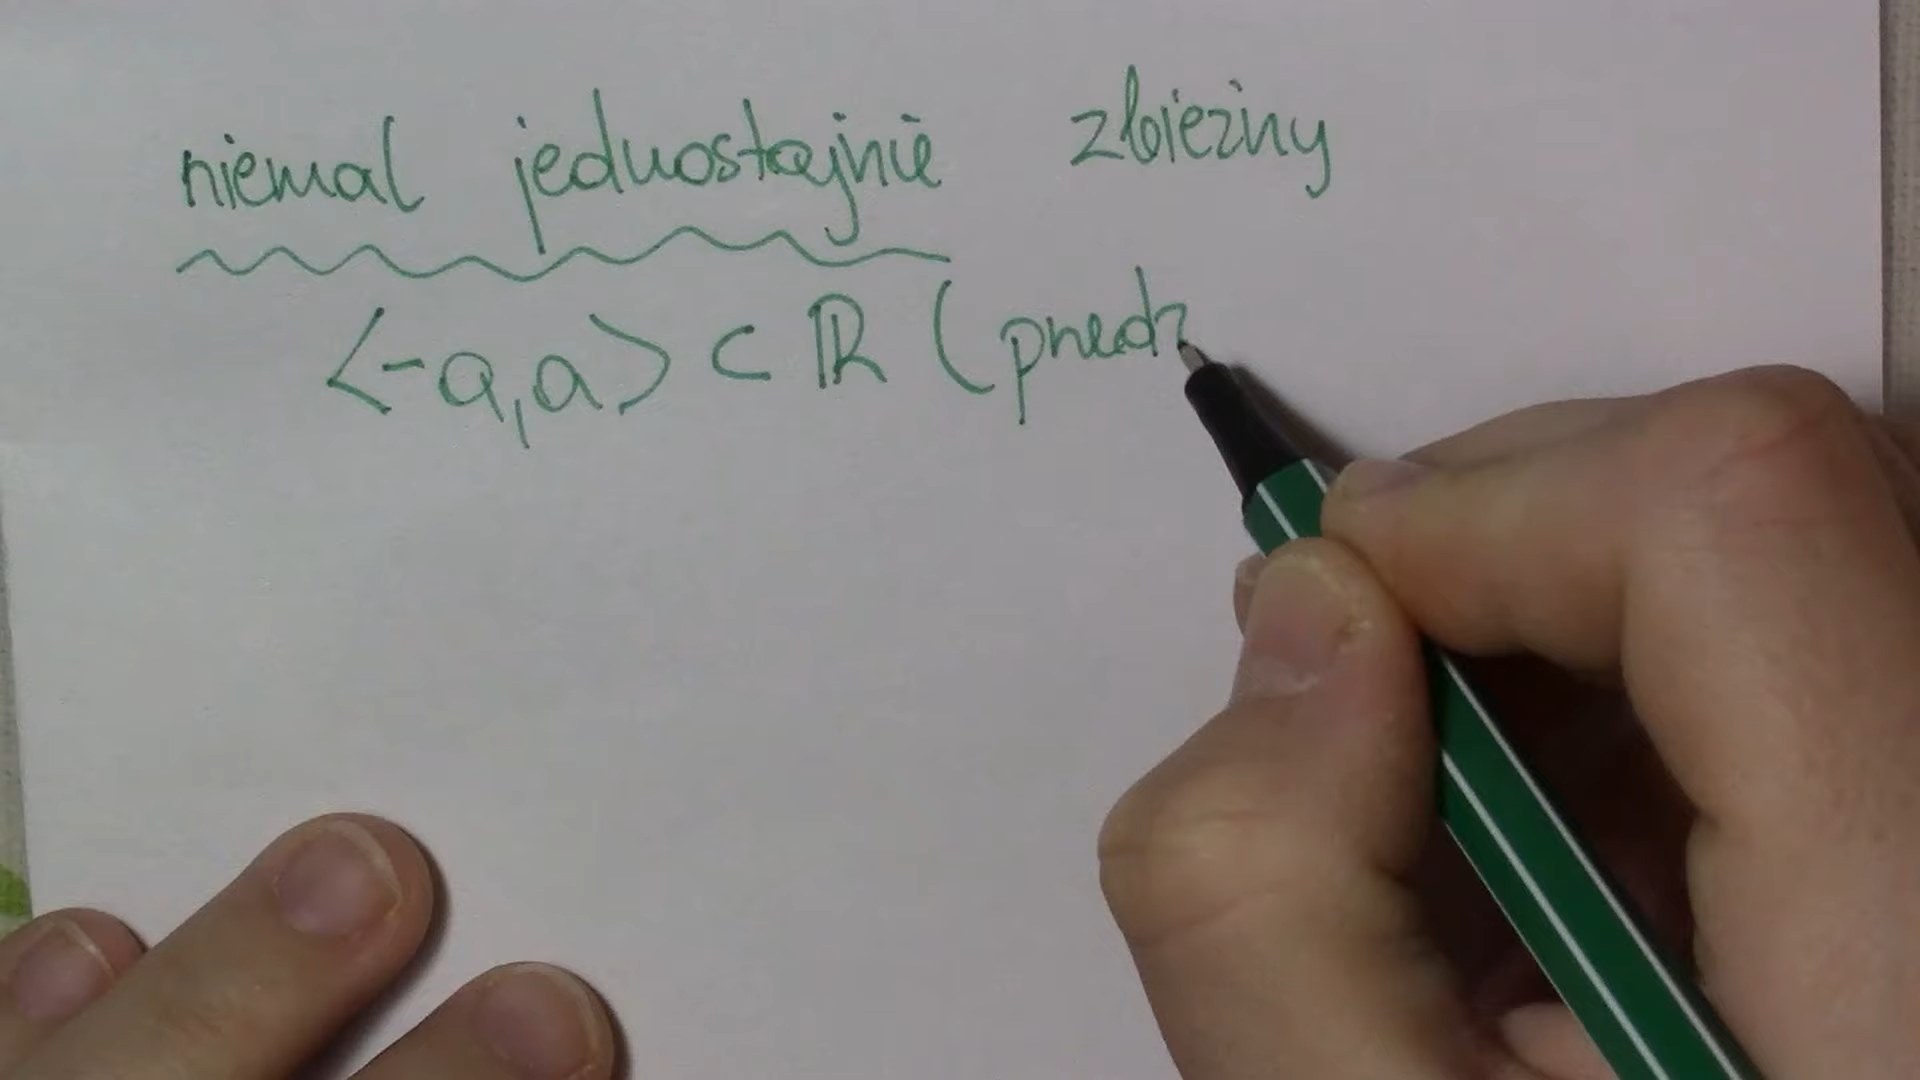 niemal jednostajnie zbieżny
<-a,a> ⊂ ℝ (przedz